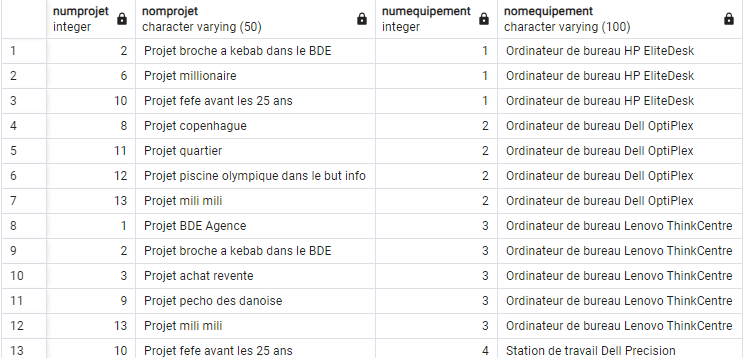 numprojet nomprojet numequipement nomequipement
integer character varying (50) integer character varying (100)
1 2 Projet broche a kebab dans le BDE 1 Ordinateur de bureau HP EliteDesk
2 6 Projet millionaire 1 Ordinateur de bureau HP EliteDesk
3 10 Projet fefe avant les 25 ans 1 Ordinateur de bureau HP EliteDesk
4 8 Projet copenhague 2 Ordinateur de bureau Dell OptiPlex
5 11 Projet quartier 2 Ordinateur de bureau Dell OptiPlex
6 12 Projet piscine olympique dans le but info 2 Ordinateur de bureau Dell OptiPlex
7 13 Projet mili mili 2 Ordinateur de bureau Dell OptiPlex
8 1 Projet BDE Agence 3 Ordinateur de bureau Lenovo ThinkCentre
9 2 Projet broche a kebab dans le BDE 3 Ordinateur de bureau Lenovo ThinkCentre
10 3 Projet achat revente 3 Ordinateur de bureau Lenovo ThinkCentre
11 9 Projet pecho des danoise 3 Ordinateur de bureau Lenovo ThinkCentre
12 13 Projet mili mili 3 Ordinateur de bureau Lenovo ThinkCentre
13 10 Projet fefe avant les 25 ans 4 Station de travail Dell Precision